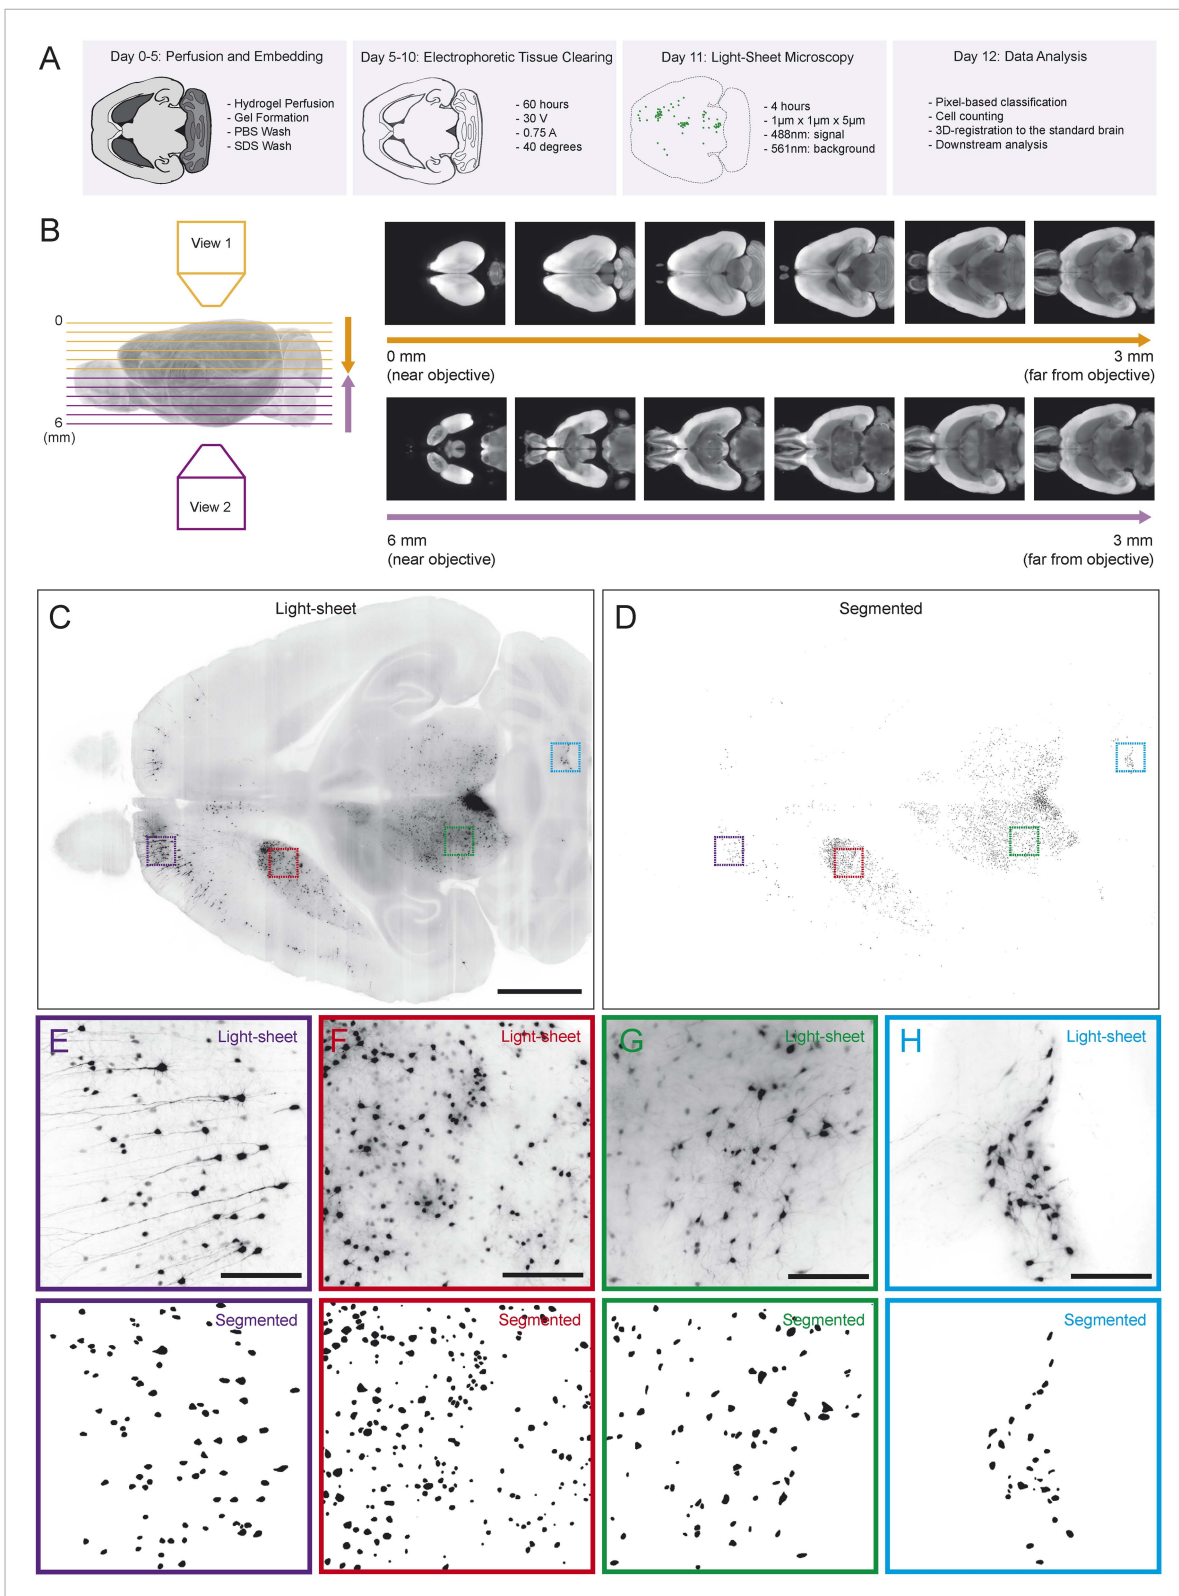 A
Day 0-5: Perfusion and Embedding
- Hydrogel Perfusion
- Gel Formation
- PBS Wash
- SDS Wash
Day 5-10: Electrophoretic Tissue Clearing
- 60 hours
- 30 V
- 0.75 A
- 40 degrees
Day 11: Light-Sheet Microscopy
- 4 hours
- 1µm x 1µm x 5µm
- 488nm: signal
- 561nm: background
Day 12: Data Analysis
- Pixel-based classification
- Cell counting
- 3D-registration to the standard brain
- Downstream analysis
B
View 1
0
6
(mm)
View 2
0 mm
(near objective)
3 mm
(far from objective)
6 mm
(near objective)
3 mm
(far from objective)
C
Light-sheet
D
Segmented
E
Light-sheet
F
Light-sheet
G
Light-sheet
H
Light-sheet
Segmented
Segmented
Segmented
Segmented